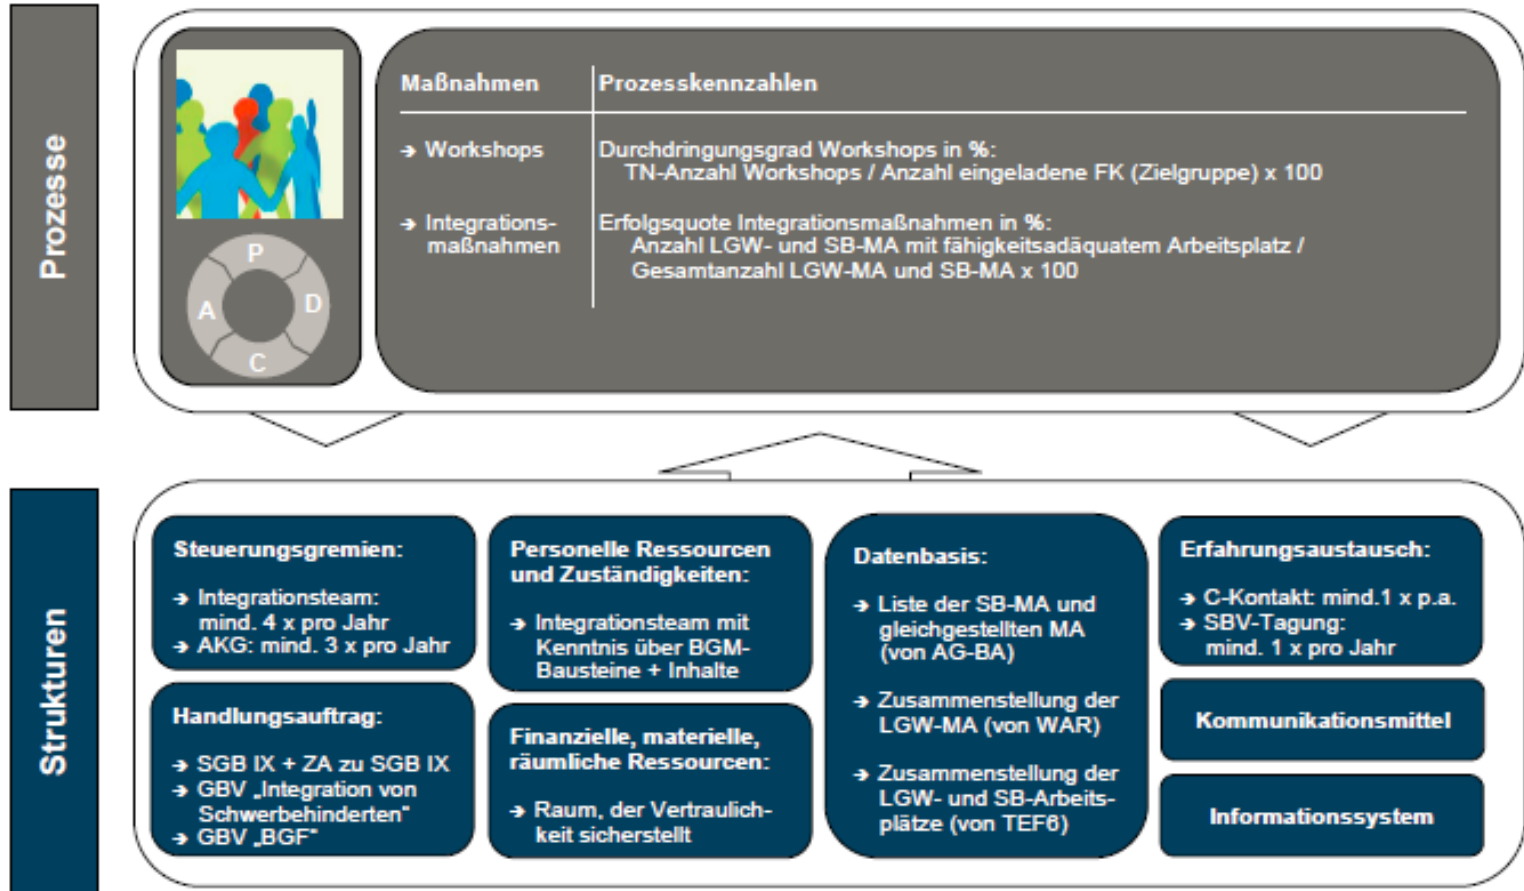 Prozesse
P
D
C
A
Maßnahmen
Prozesskennzahlen
➔ Workshops
Durchdringungsgrad Workshops in %:
TN-Anzahl Workshops / Anzahl eingeladene FK (Zielgruppe) x 100
➔ Integrations-
maßnahmen
Erfolgsquote Integrationsmaßnahmen in %:
Anzahl LGW- und SB-MA mit fähigkeitsadäquatem Arbeitsplatz /
Gesamtanzahl LGW-MA und SB-MA x 100
Strukturen
Steuerungsgremien:
➔ Integrationsteam:
mind. 4 x pro Jahr
➔ AKG: mind. 3 x pro Jahr
Handlungsauftrag:
➔ SGB IX + ZA zu SGB IX
➔ GBV „Integration von
Schwerbehinderten“
➔ GBV „BGF“
Personelle Ressourcen
und Zuständigkeiten:
➔ Integrationsteam mit
Kenntnis über BGM-
Bausteine + Inhalte
Finanzielle, materielle,
räumliche Ressourcen:
➔ Raum, der Vertraulich-
keit sicherstellt
Datenbasis:
➔ Liste der SB-MA und
gleichgestellten MA
(von AG-BA)
➔ Zusammenstellung der
LGW-MA (von WAR)
➔ Zusammenstellung der
LGW- und SB-Arbeits-
plätze (von TEF6)
Erfahrungsaustausch:
➔ C-Kontakt: mind.1 x p.a.
➔ SBV-Tagung:
mind. 1 x pro Jahr
Kommunikationsmittel
Informationssystem